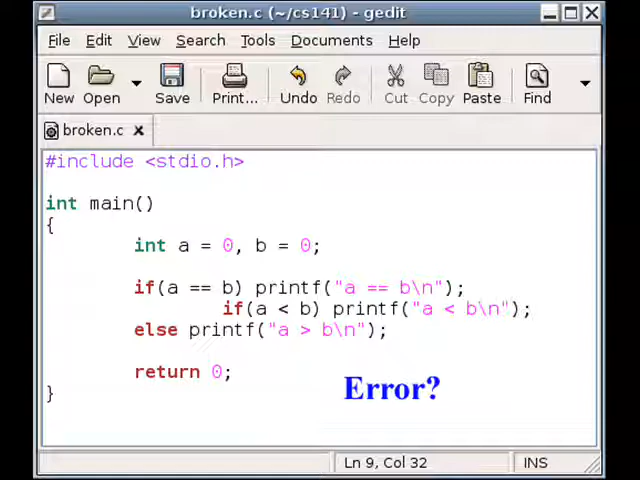 broken.c (~/cs141) - gedit
File Edit View Search Tools Documents Help
New Open Save Print... Undo Redo Cut Copy Paste Find
broken.c
#include <stdio.h>
int main()
{
int a = 0, b = 0;
if(a == b) printf("a == b\n");
if(a < b) printf("a < b\n");
else printf("a > b\n");
return 0;
Error?
}
Ln 9, Col 32 INS